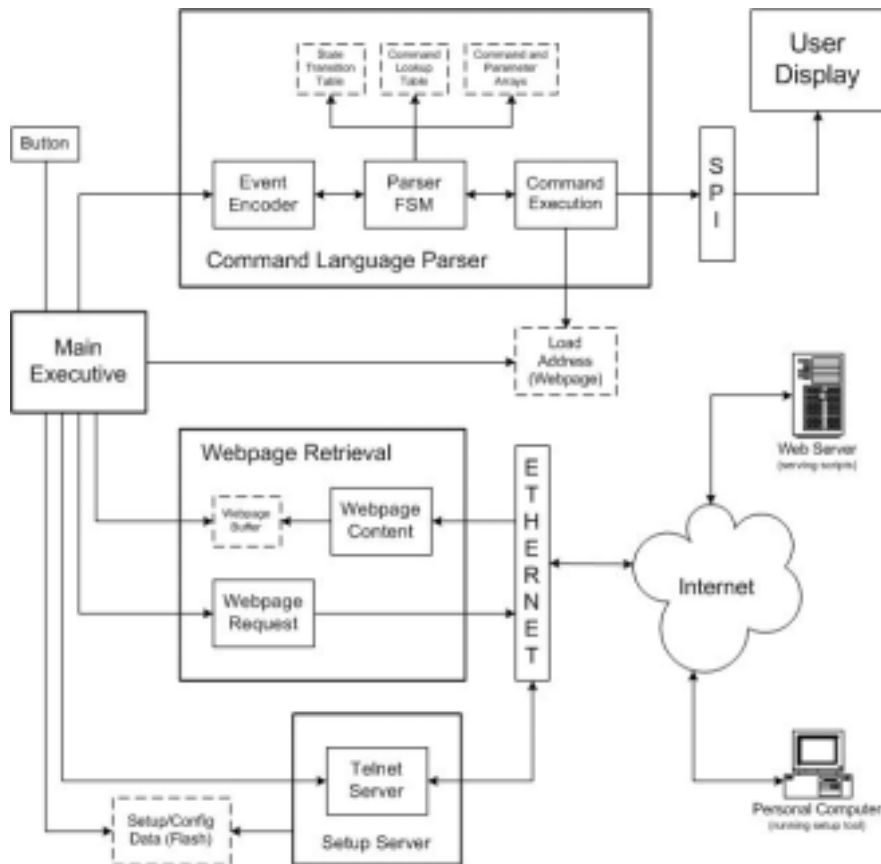 State
Transition
Table
Command
Lookup
Table
Command and
Parameter
Arrays
User
Display
Button
Event
Encoder
Parser
FSM
Command
Execution
SPI
Command Language Parser
Main
Executive
Load
Address
(Webpage)
Web Server
(serving scripts)
Webpage Retrieval
Webpage
Buffer
Webpage
Content
ETHERNET
Internet
Webpage
Request
Telnet
Server
Setup/Config
Data (Flash)
Setup Server
Personal Computer
(running setup tool)